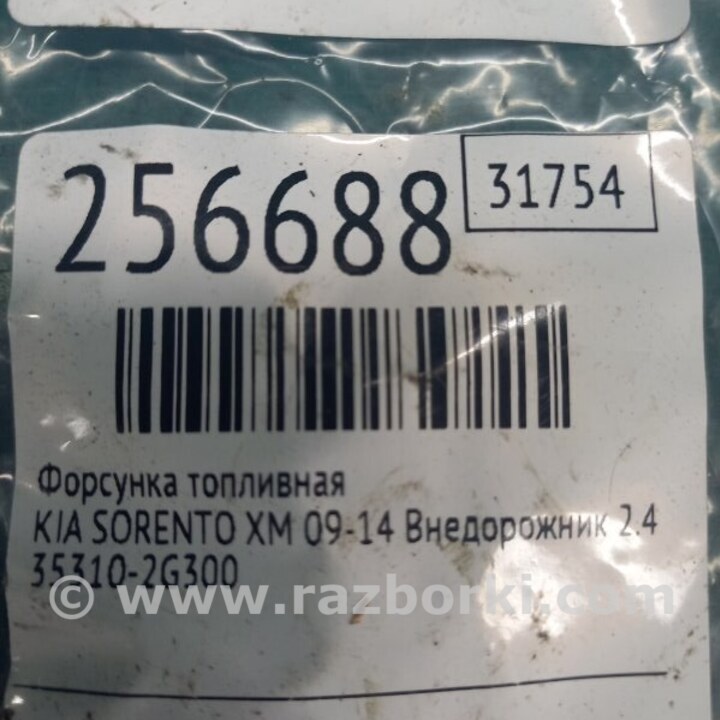 256688
31754
Форсунка топливная
KIA SORENTO XM 09-14 Внедорожник 2.4
35310-2G300
© www.razborki.com